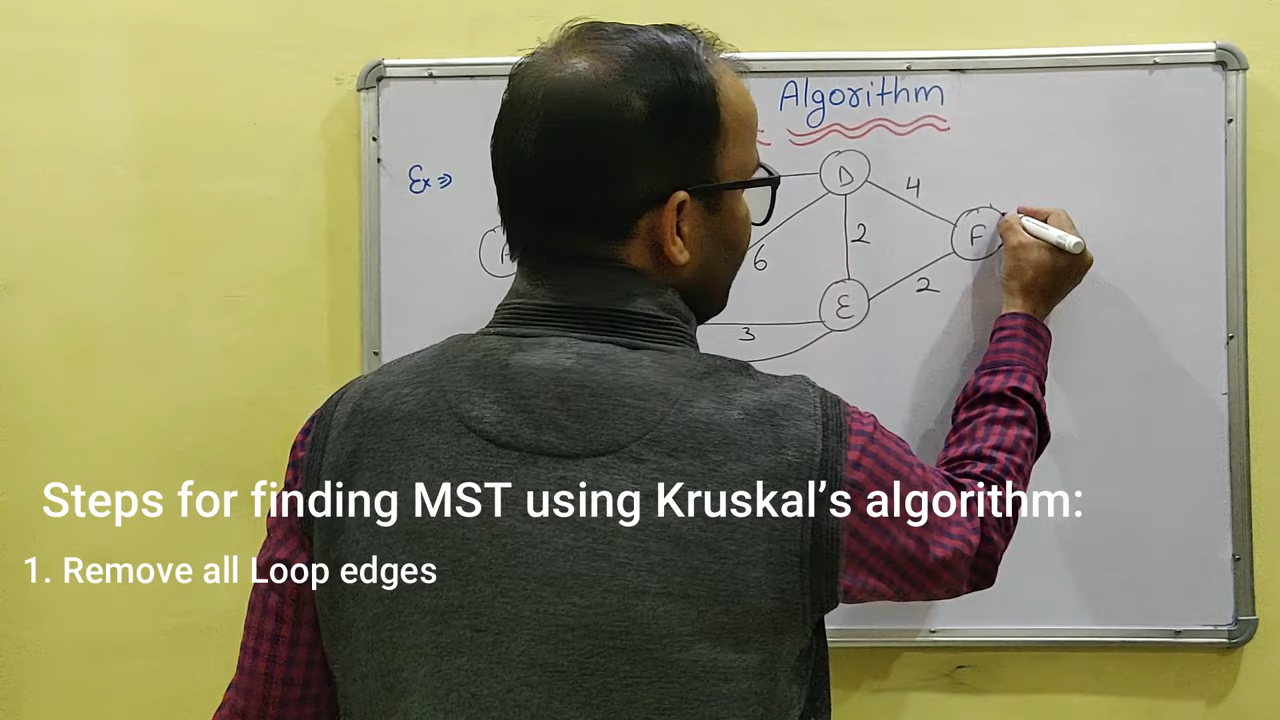 Algorithm
Ex ⇒
D
4
F
2
6
2
E
3
Steps for finding MST using Kruskal’s algorithm:
1. Remove all Loop edges